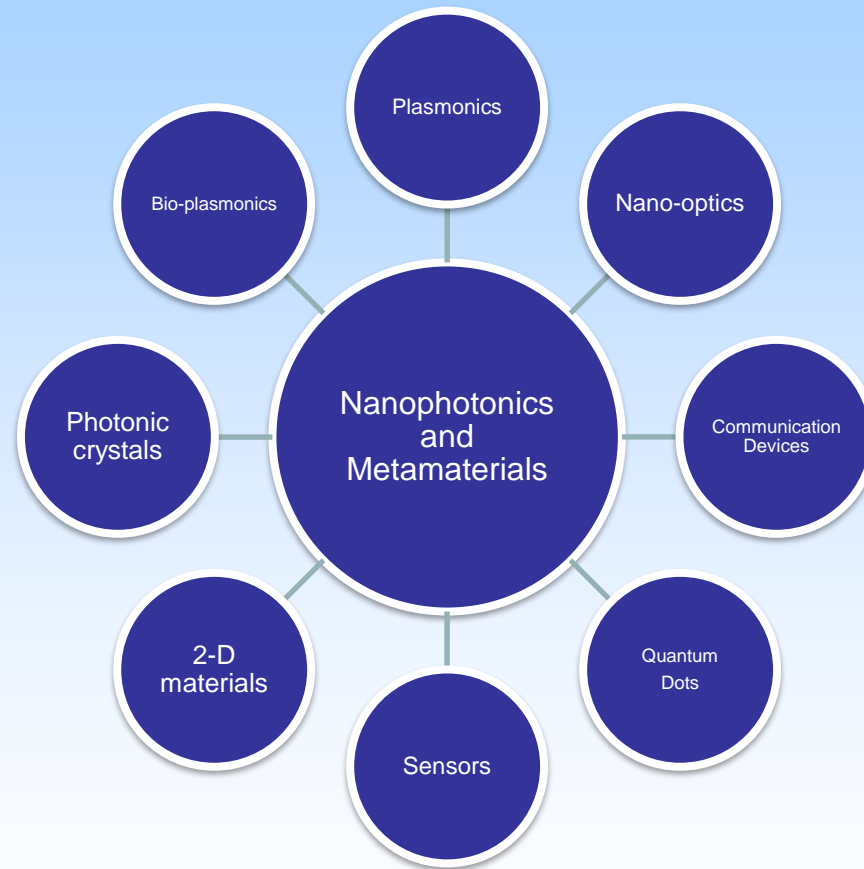 Plasmonics
Nano-optics
Communication
Devices
Quantum
Dots
Sensors
2-D
materials
Photonic
crystals
Bio-plasmonics
Nanophotonics
and
Metamaterials